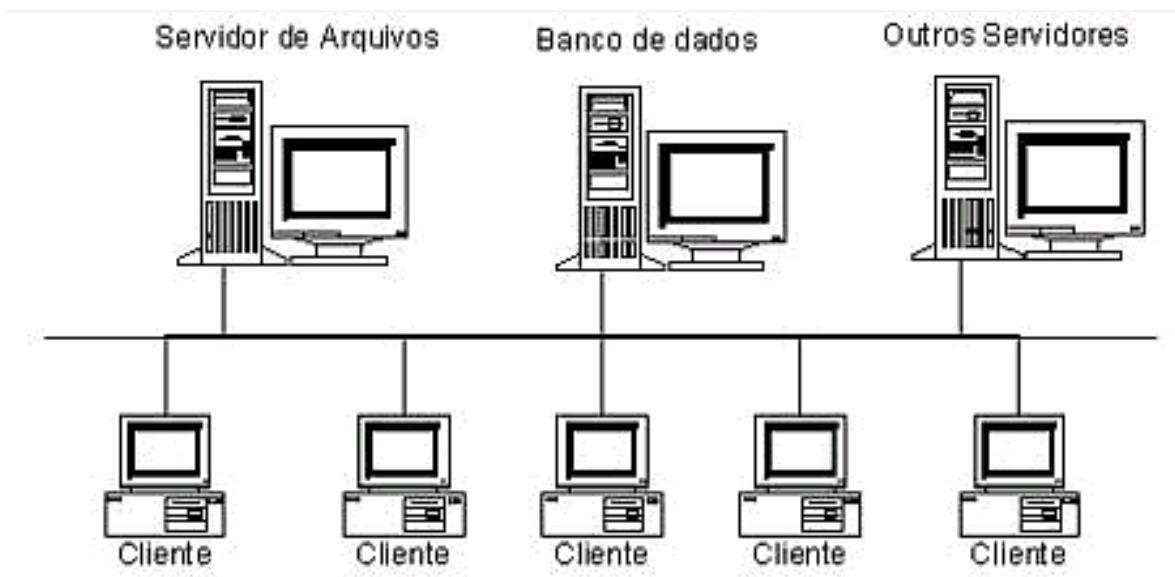 Servidor de Arquivos
Banco de dados
Outros Servidores
Cliente
Cliente
Cliente
Cliente
Cliente